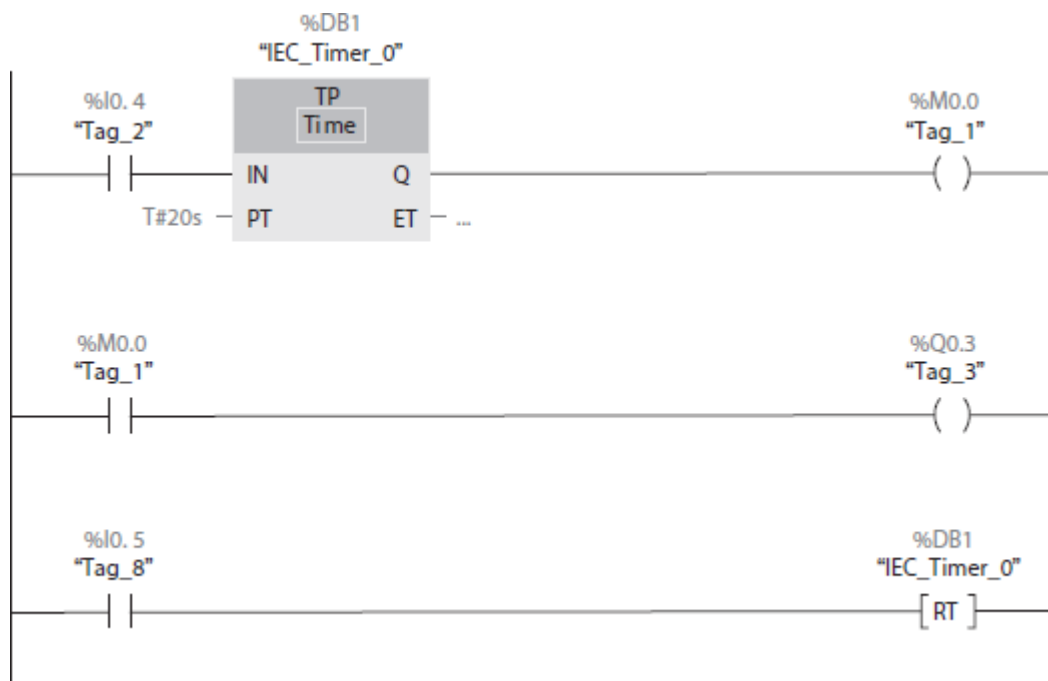 %DB1
“IEC_Timer_0”
%I0. 4
“Tag_2”
TP
Time
%M0.0
“Tag_1”
IN
Q
T#20s
PT
ET
...
%M0.0
“Tag_1”
%Q0.3
“Tag_3”
%I0. 5
“Tag_8”
%DB1
“IEC_Timer_0”
RT